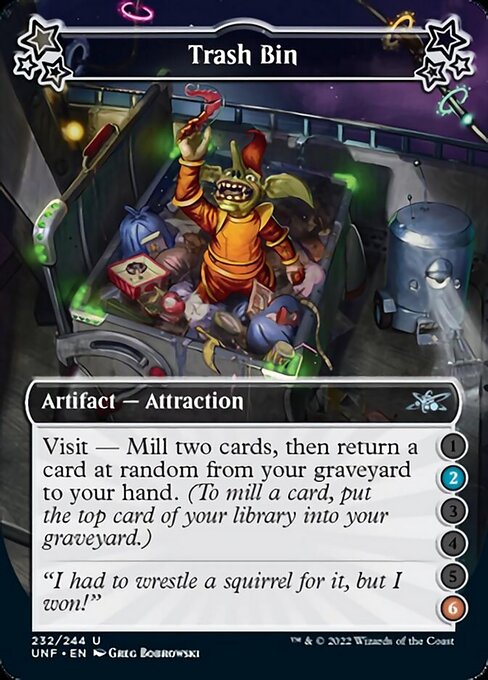 Trash Bin
Artifact — Attraction
Visit — Mill two cards, then return a
card at random from your graveyard
to your hand. (To mill a card, put
the top card of your library into your
graveyard.)
“I had to wrestle a squirrel for it, but I
won!”
1
2
3
4
5
6
232/244 U
UNF • EN Greg Bobrowski
™ & © 2022 Wizards of the Coast